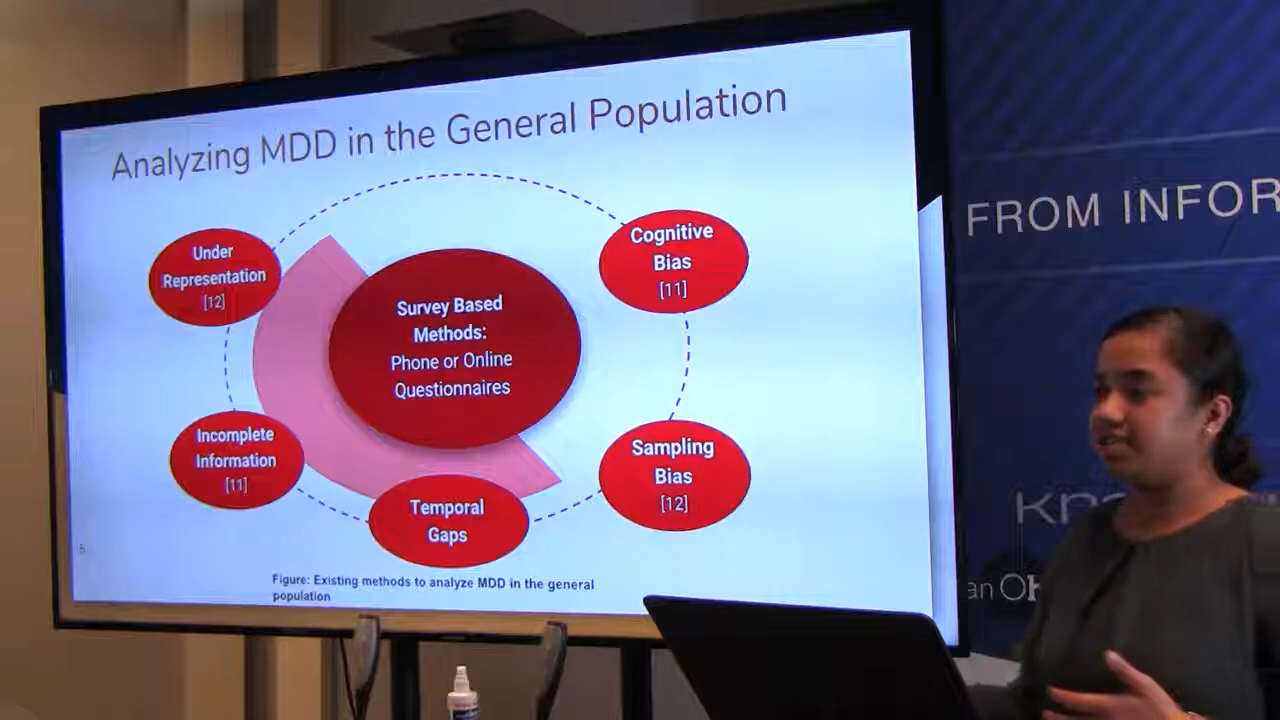 Analyzing MDD in the General Population
Under
Representation
[12]
Survey Based
Methods:
Phone or Online
Questionnaires
Cognitive
Bias
[11]
Incomplete
Information
[11]
Temporal
Gaps
Sampling
Bias
[12]
5
Figure: Existing methods to analyze MDD in the general
population
FROM INFOR
kn
an OH